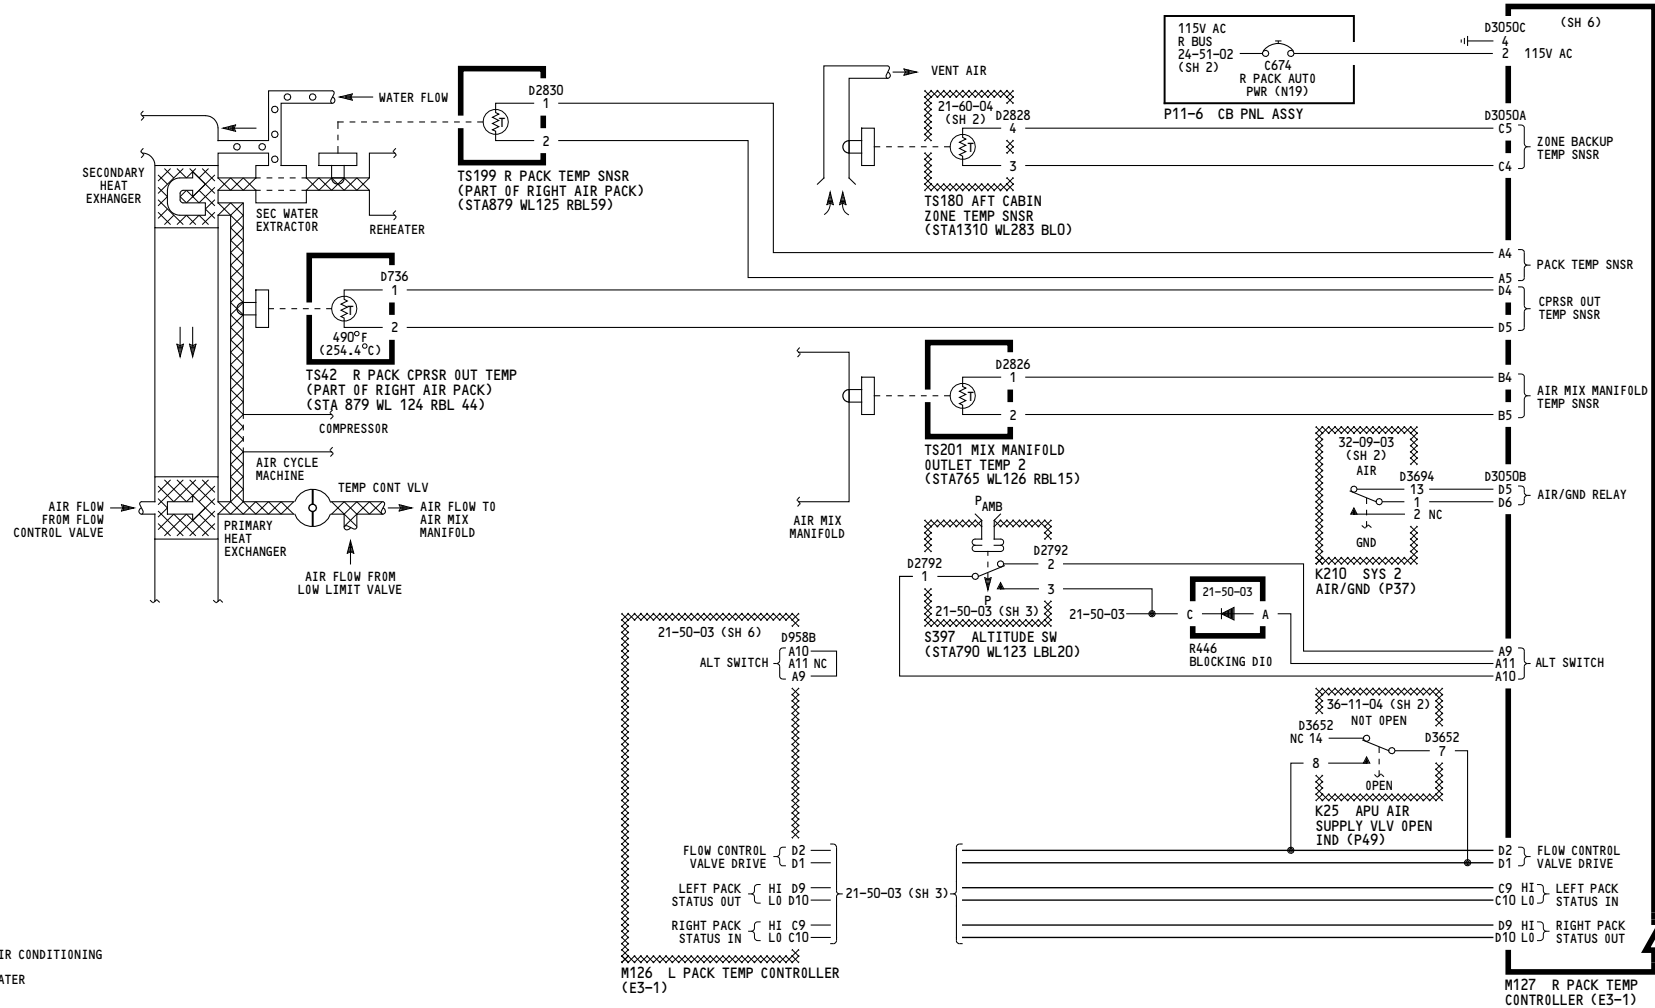 WATER FLOW
SECONDARY
HEAT
EXHANGER
SEC WATER
EXTRACTOR
REHEATER
D2830
1
2
T
TS199 R PACK TEMP SNSR
(PART OF RIGHT AIR PACK)
(STA879 WL125 RBL59)
D736
1
2
T
490°F
(254.4°C)
TS42 R PACK CPRSR OUT TEMP
(PART OF RIGHT AIR PACK)
(STA 879 WL 124 RBL 44)
COMPRESSOR
AIR CYCLE
MACHINE
TEMP CONT VLV
AIR FLOW
FROM FLOW
CONTROL VALVE
PRIMARY
HEAT
EXCHANGER
AIR FLOW TO
AIR MIX
MANIFOLD
AIR FLOW FROM
LOW LIMIT VALVE
VENT AIR
21-60-04
(SH 2)
D2828
4
3
T
TS180 AFT CABIN
ZONE TEMP SNSR
(STA1310 WL283 BL0)
115V AC
R BUS
24-51-02
(SH 2)
C674
R PACK AUTO
PWR (N19)
P11-6 CB PNL ASSY
D3050C
4
2
(SH 6)
115V AC
D3050A
C5
C4
ZONE BACKUP
TEMP SNSR
A4
A5
PACK TEMP SNSR
D4
D5
CPRSR OUT
TEMP SNSR
D2826
1
2
T
TS201 MIX MANIFOLD
OUTLET TEMP 2
(STA765 WL126 RBL15)
AIR MIX
MANIFOLD
B4
B5
AIR MIX MANIFOLD
TEMP SNSR
32-09-03
(SH 2)
AIR
D3694
13
1
2 NC
GND
K210 SYS 2
AIR/GND (P37)
D3050B
D5
D6
AIR/GND RELAY
P AMB
D2792
1
D2792
2
3
P
21-50-03 (SH 3)
S397 ALTITUDE SW
(STA790 WL123 LBL20)
21-50-03
21-50-03
C
A
R446
BLOCKING DIO
A9
A11
A10
ALT SWITCH
21-50-03 (SH 6)
D958B
ALT SWITCH
A10
A11 NC
A9
36-11-04 (SH 2)
NOT OPEN
D3652
NC 14
8
D3652
7
OPEN
K25 APU AIR
SUPPLY VLV OPEN
IND (P49)
FLOW CONTROL
VALVE DRIVE
D2
D1
LEFT PACK
STATUS OUT
HI D9
LO D10
RIGHT PACK
STATUS IN
HI C9
LO C10
21-50-03 (SH 3)
D2
D1
FLOW CONTROL
VALVE DRIVE
C9 HI
C10 LO
LEFT PACK
STATUS IN
D9 HI
D10 LO
RIGHT PACK
STATUS OUT
M126 L PACK TEMP CONTROLLER
(E3-1)
M127 R PACK TEMP
CONTROLLER (E3-1)
IR CONDITIONING
ATER